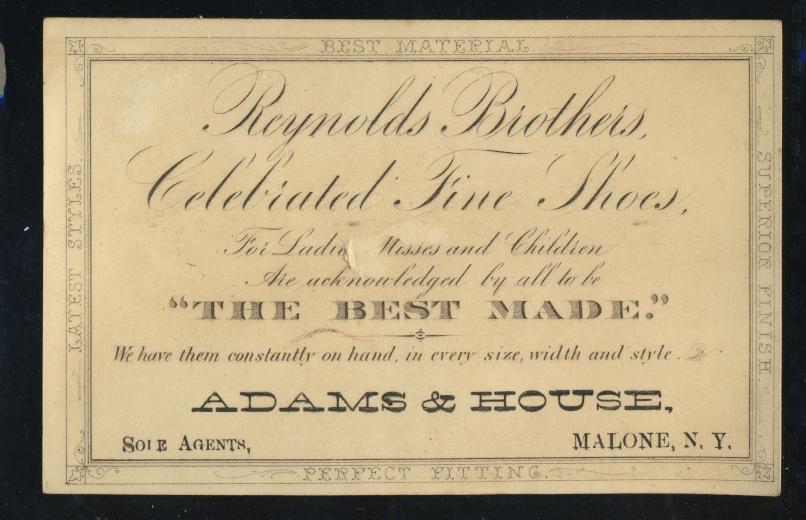 BEST MATERIAL
LATEST STYLES.
SUPERIOR FINISH.
Reynolds Brothers,
Celebrated Fine Shoes,
For Ladies Misses and Children
Are acknowledged by all to be
"THE BEST MADE."
We have them constantly on hand, in every size, width and style.
ADAMS & HOUSE,
SOLE AGENTS, MALONE, N. Y.
PERFECT FITTING.